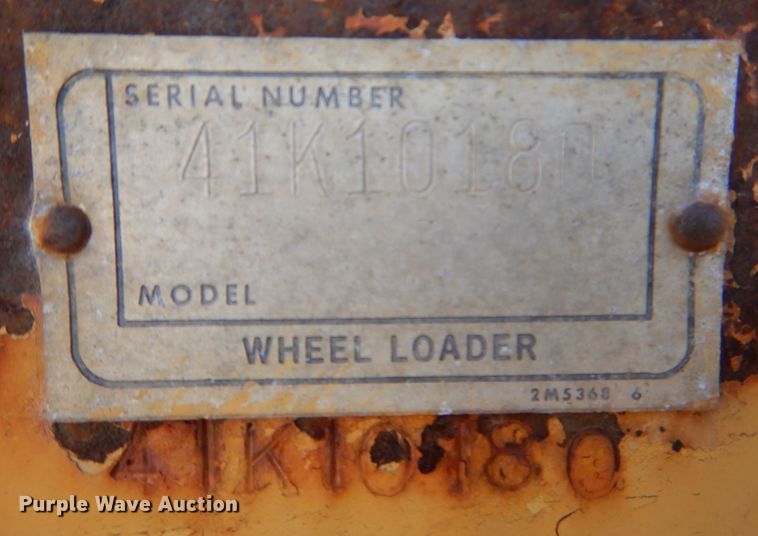 SERIAL NUMBER
41K10180
MODEL
WHEEL LOADER
2M5368 6
41K10180
Purple Wave Auction